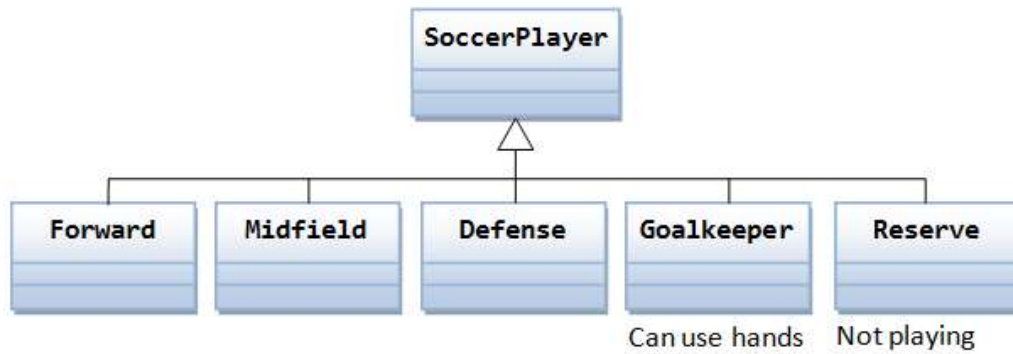 SoccerPlayer
Forward
Midfield
Defense
Goalkeeper
Reserve
Can use hands
Not playing